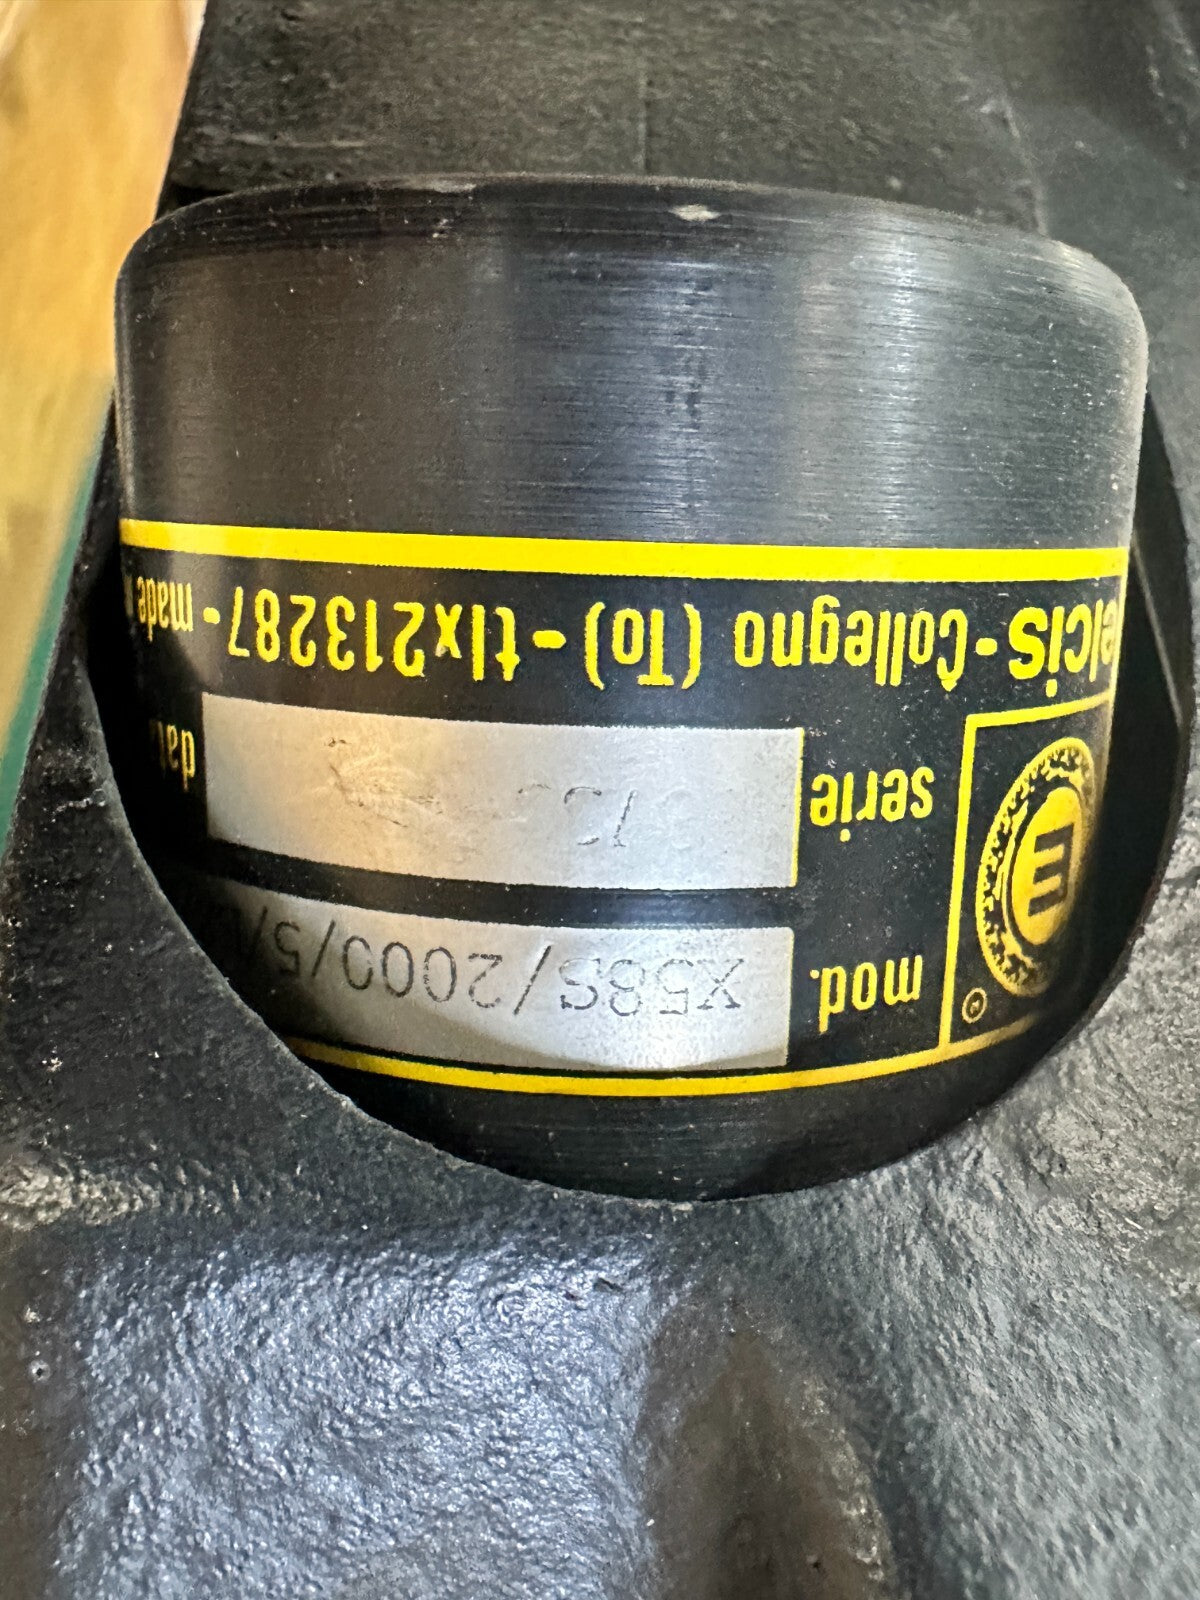 mod. X58S/2000/5/
serie
elcis - Collegno (To) - tlx213287 - made